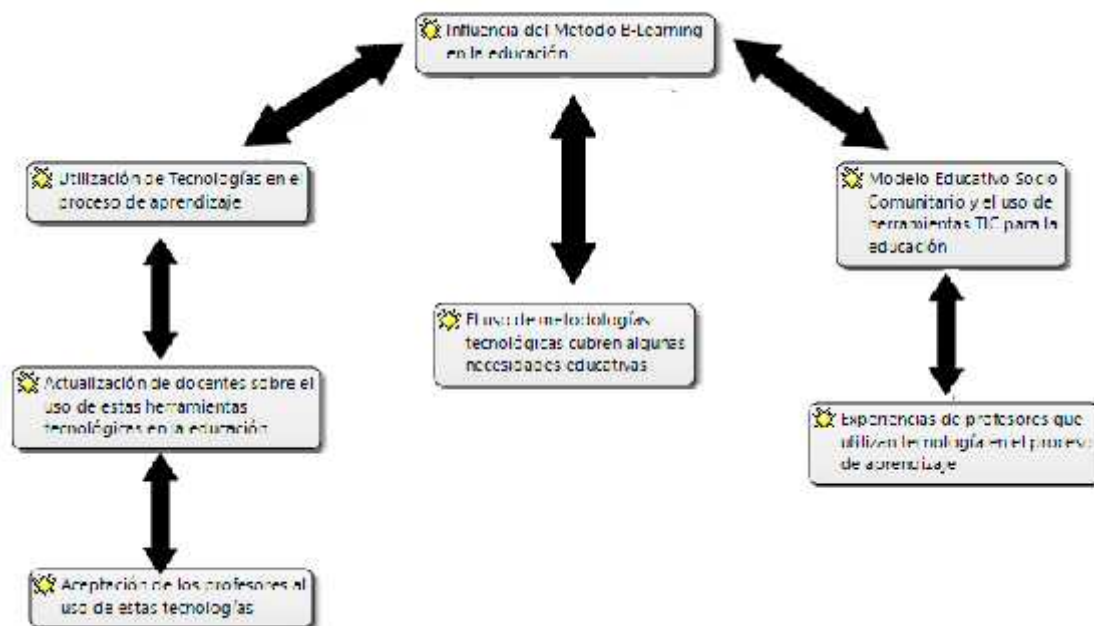 Influencia del Metodo B-Learning
en la educación
Utilización de Tecnologías en el
proceso de aprendizaje
Modelo Educativo Socio
Comunitario y el uso de
herramientas TIC para la
educación
El uso de metodologías
tecnológicas cubren algunas
necesidades educativas
Actualización de docentes sobre el
uso de estas herramientas
tecnológicas en la educación
Experiencias de profesores que
utilizan tecnología en el proceso
de aprendizaje
Aceptación de los profesores al
uso de estas tecnologías